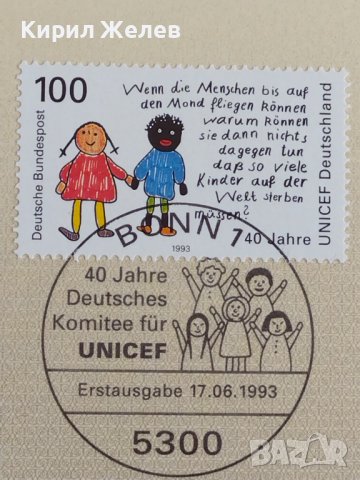 Кирил Желев
100
Deutsche Bundespost
Wenn die Menschen bis auf
den Mond fliegen können
warum können
sie dann nichts
dagegen tun
daß so viele
Kinder auf der
Welt sterben
müssen?
UNICEF Deutschland
40 Jahre
1993
BONN 1
40 Jahre
Deutsches
Komitee für
UNICEF
Erstausgabe 17.06.1993
5300
BAZAR